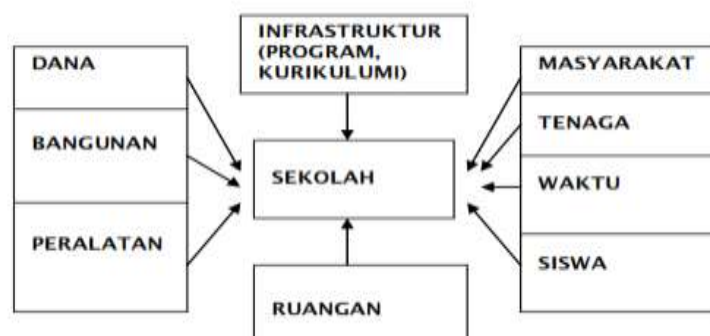 DANA
BANGUNAN
PERALATAN
INFRASTRUKTUR
(PROGRAM,
KURIKULUMI)
SEKOLAH
RUANGAN
MASYARAKAT
TENAGA
WAKTU
SISWA